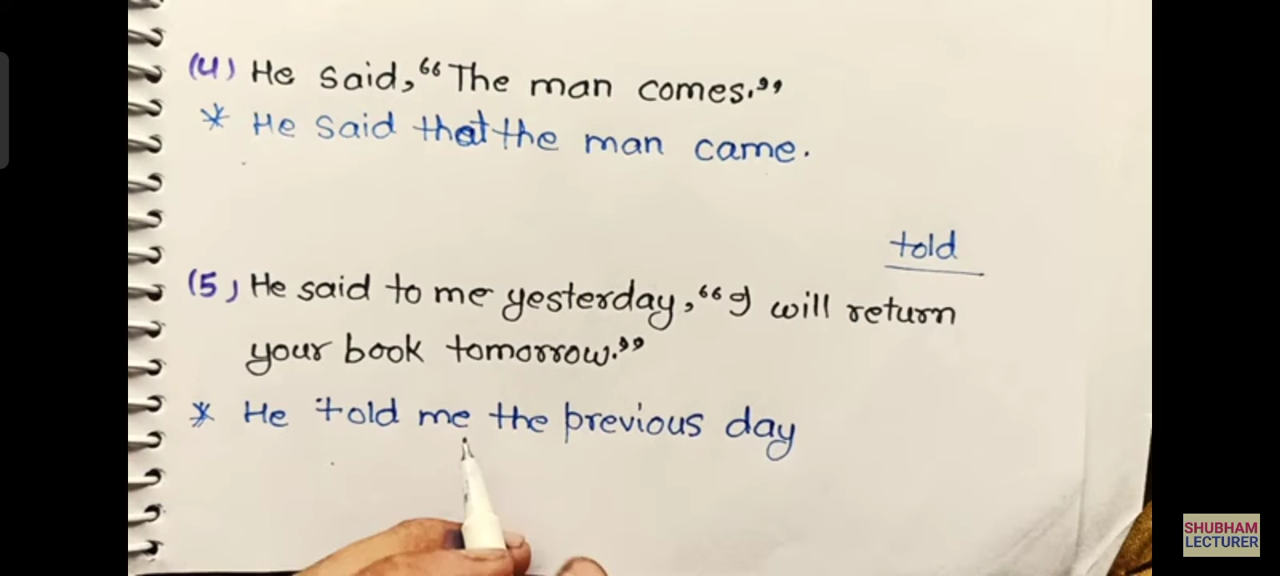 (4) He said, “The man comes.”
* He said that the man came.
told
(5) He said to me yesterday, “I will return
your book tomorrow.”
* He told me the previous day
SHUBHAM
LECTURER